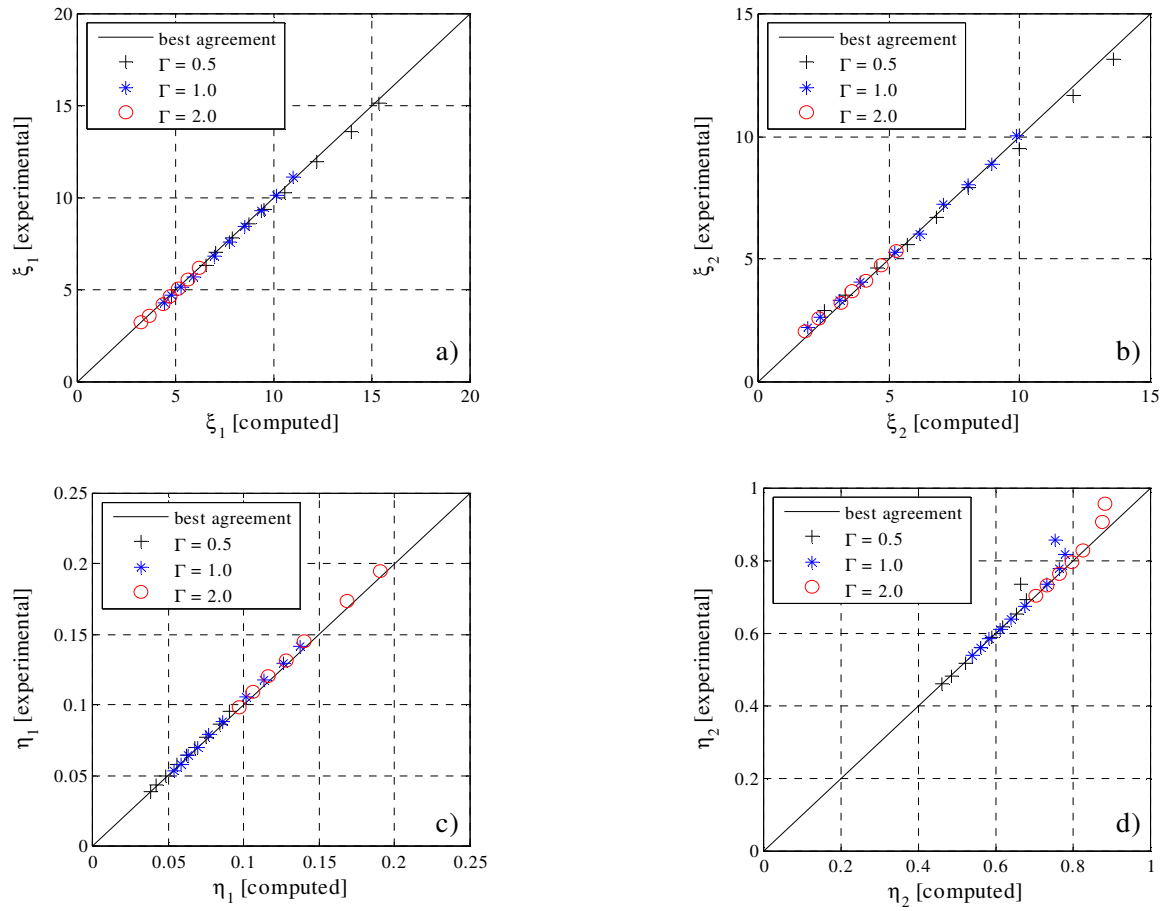 20
15
10
5
0
ξ1 [experimental]
best agreement
Γ = 0.5
Γ = 1.0
Γ = 2.0
a)
0 5 10 15 20
ξ1 [computed]
15
10
5
0
ξ2 [experimental]
best agreement
Γ = 0.5
Γ = 1.0
Γ = 2.0
b)
0 5 10 15
ξ2 [computed]
0.25
0.2
0.15
0.1
0.05
0
η1 [experimental]
best agreement
Γ = 0.5
Γ = 1.0
Γ = 2.0
c)
0 0.05 0.1 0.15 0.2 0.25
η1 [computed]
1
0.8
0.6
0.4
0.2
0
η2 [experimental]
best agreement
Γ = 0.5
Γ = 1.0
Γ = 2.0
d)
0 0.2 0.4 0.6 0.8 1
η2 [computed]